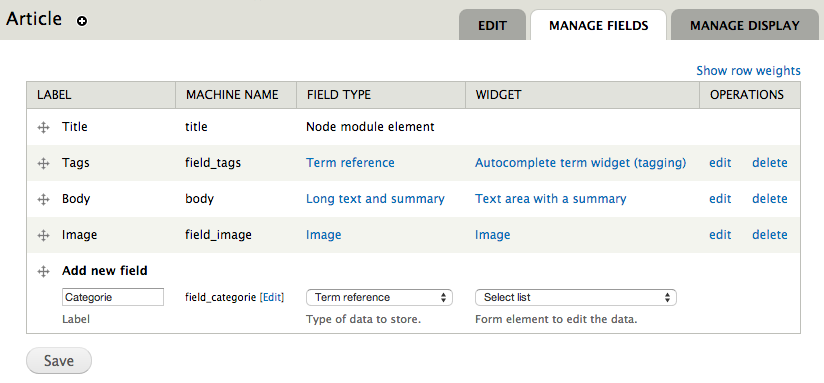 Article
EDIT MANAGE FIELDS MANAGE DISPLAY
Show row weights
LABEL MACHINE NAME FIELD TYPE WIDGET OPERATIONS
Title title Node module element
Tags field_tags Term reference Autocomplete term widget (tagging) edit delete
Body body Long text and summary Text area with a summary edit delete
Image field_image Image Image edit delete
Add new field
Categorie field_categorie [Edit] Term reference Select list
Label Type of data to store. Form element to edit the data.
Save